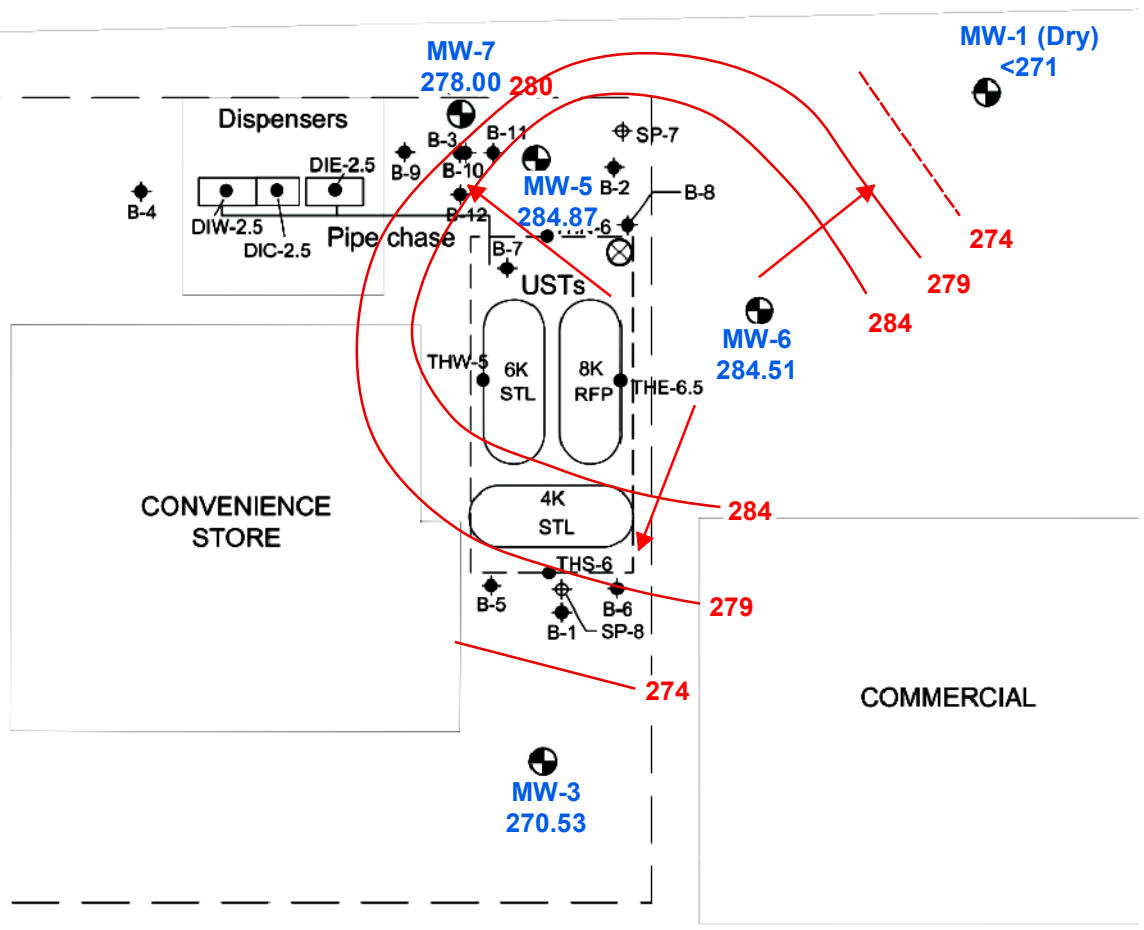 MW-1 (Dry)
<271
MW-7
278.00
280
Dispensers
B-3
B-11
SP-7
B-9
B-10
DIE-2.5
B-2
MW-5
284.87
B-8
B-4
B-12
DIW-2.5
Pipe chase
DIC-2.5
B-7
USTs
274
279
284
MW-6
284.51
THW-5
6K
STL
8K
RFP
THE-6.5
CONVENIENCE
STORE
4K
STL
284
THS-6
B-5
B-6
279
B-1
SP-8
274
COMMERCIAL
MW-3
270.53